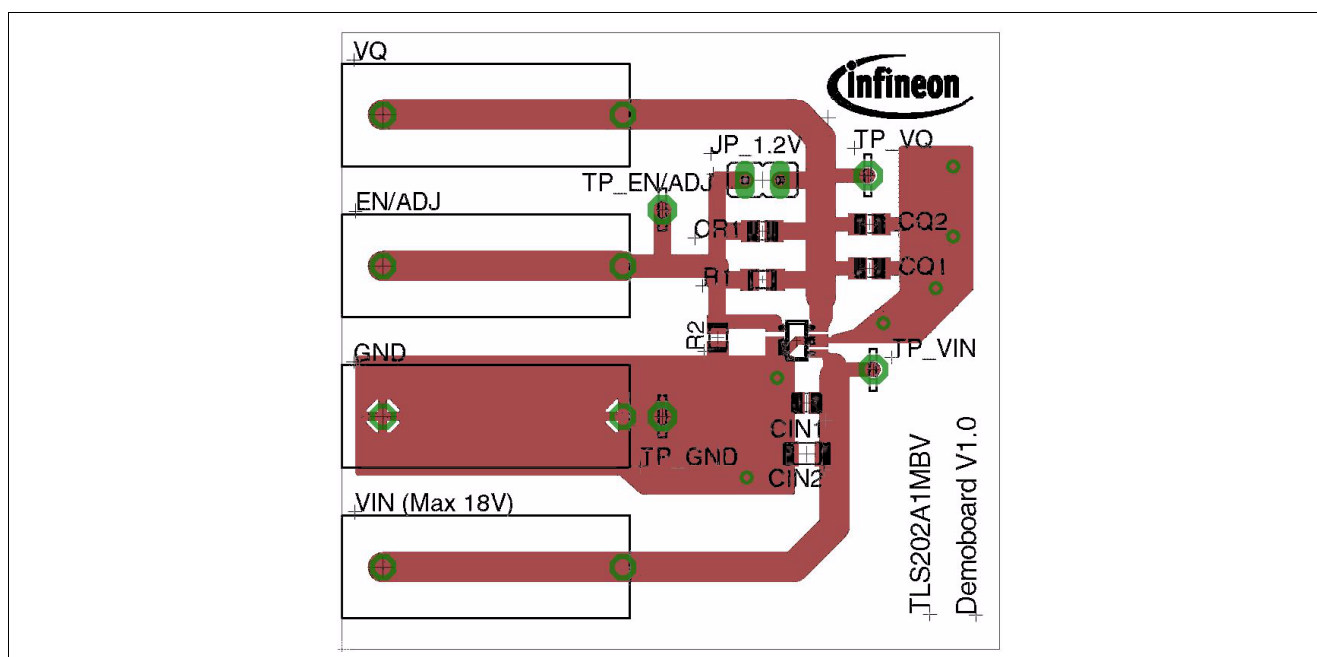 VQ
infineon
JP_1.2V
TP_VQ
TP_EN/ADJ
EN/ADJ
CR1
CQ2
R1
CQ1
R2
GND
TP_VIN
CIN1
TP_GND
CIN2
VIN (Max 18V)
TLS202A1MBV
Demoboard V1.0